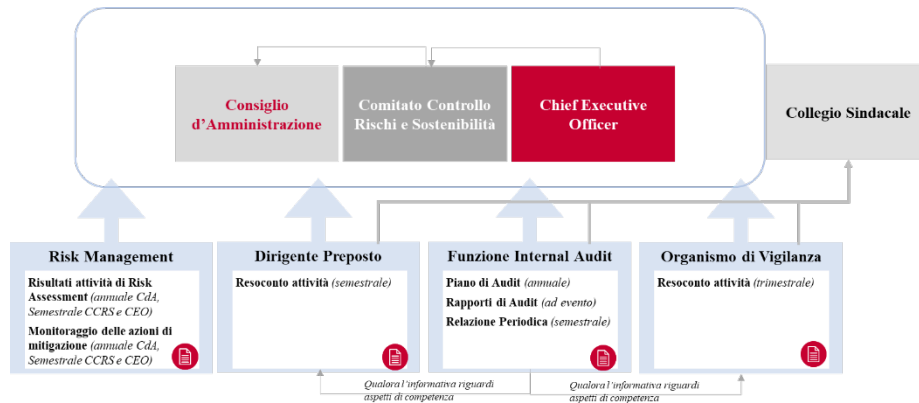 Consiglio
d'Amministrazione
Comitato Controllo
Rischi e Sostenibilità
Chief Executive
Officer
Collegio Sindacale
Risk Management
Risultati attività di Risk
Assessment (annuale CdA,
Semestrale CCRS e CEO)
Monitoraggio delle azioni di
mitigazione (annuale CdA,
Semestrale CCRS e CEO)
Dirigente Preposto
Resoconto attività (semestrale)
Funzione Internal Audit
Piano di Audit (annuale)
Rapporti di Audit (ad evento)
Relazione Periodica (semestrale)
Organismo di Vigilanza
Resoconto attività (trimestrale)
Qualora l'informativa riguardi
aspetti di competenza
Qualora l'informativa riguardi
aspetti di competenza